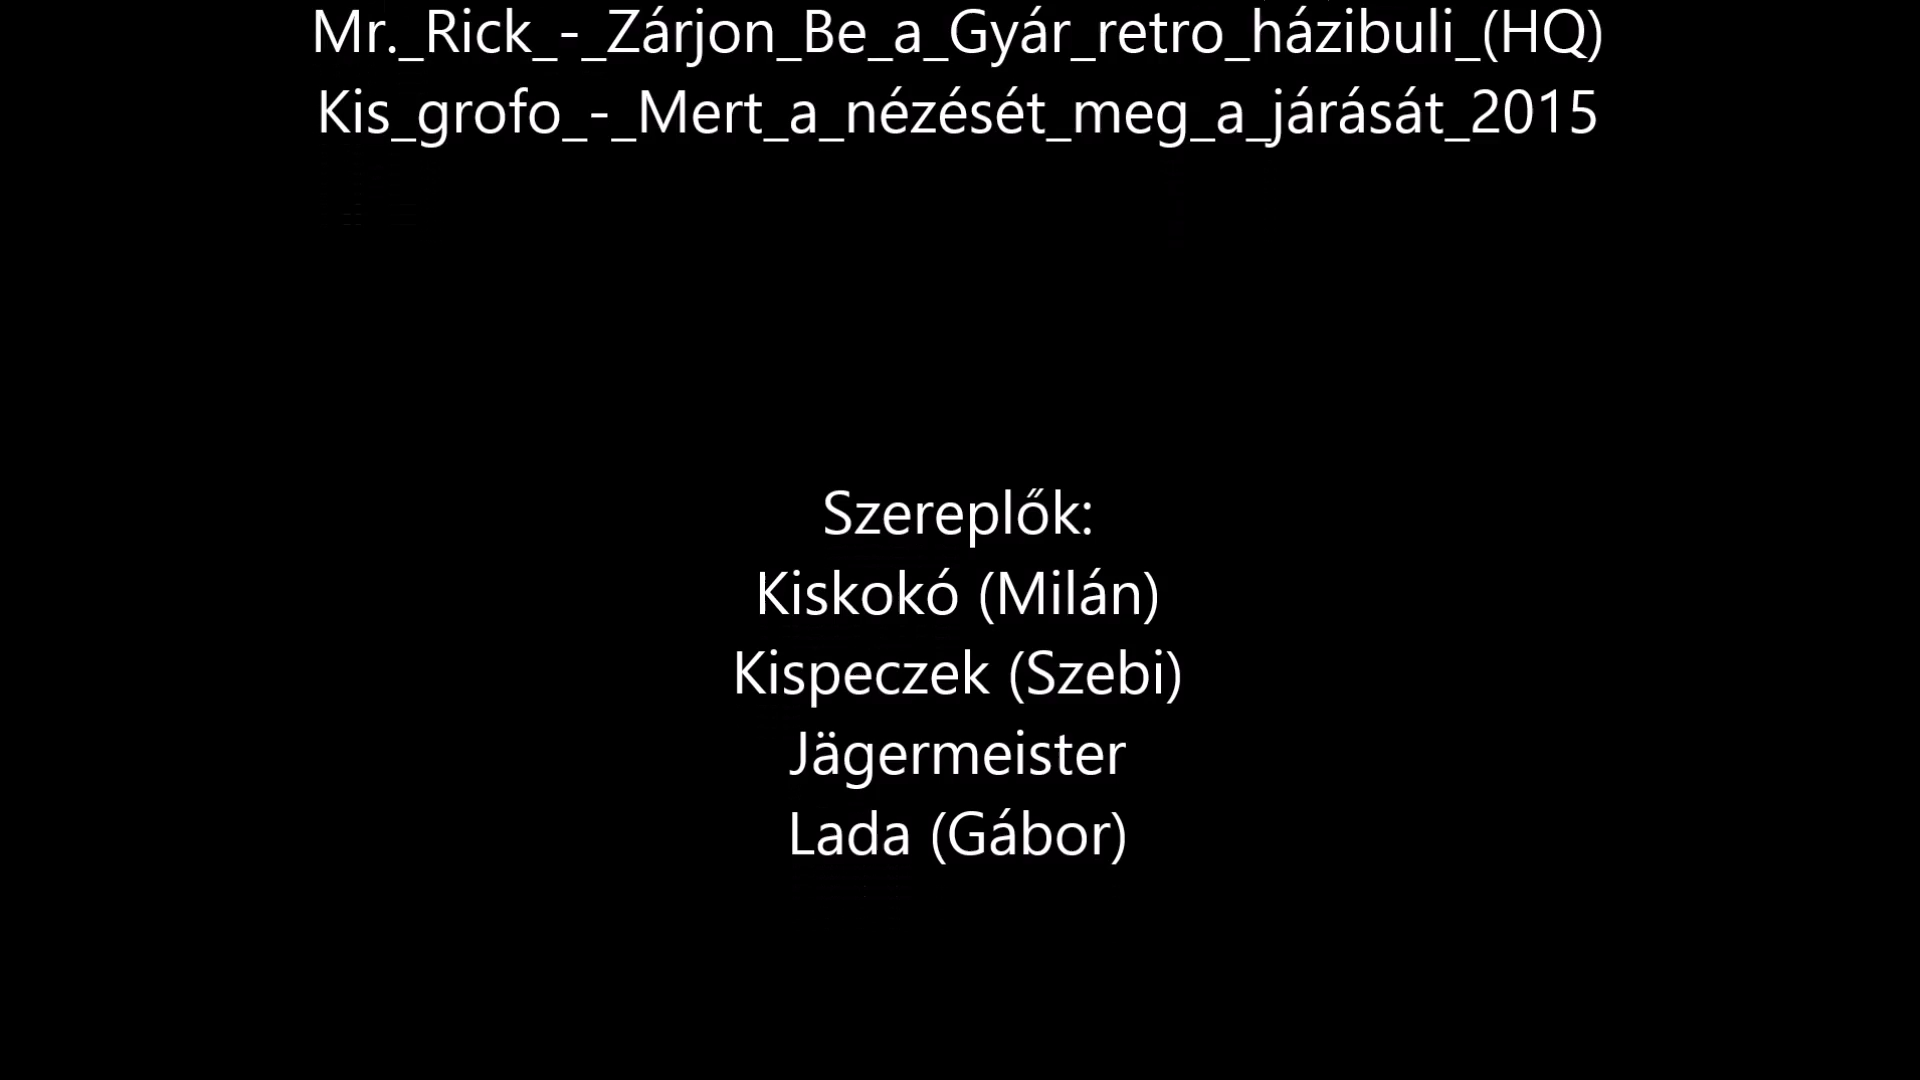 Mr._Rick_-_Zárjon_Be_a_Gyár_retro_házibuli_(HQ)
Kis_grofo_-_Mert_a_nézését_meg_a_járását_2015
Szereplők:
Kiskokó (Milán)
Kispeczek (Szebi)
Jägermeister
Lada (Gábor)